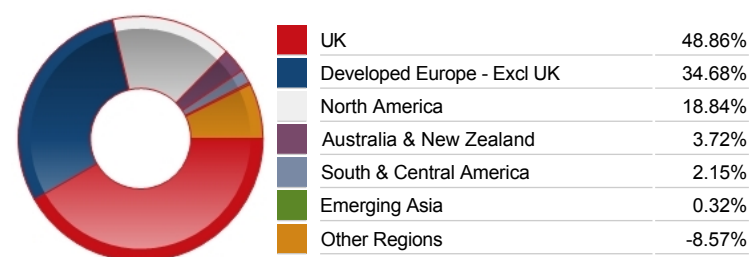 UK 48.86%
Developed Europe - Excl UK 34.68%
North America 18.84%
Australia & New Zealand 3.72%
South & Central America 2.15%
Emerging Asia 0.32%
Other Regions -8.57%